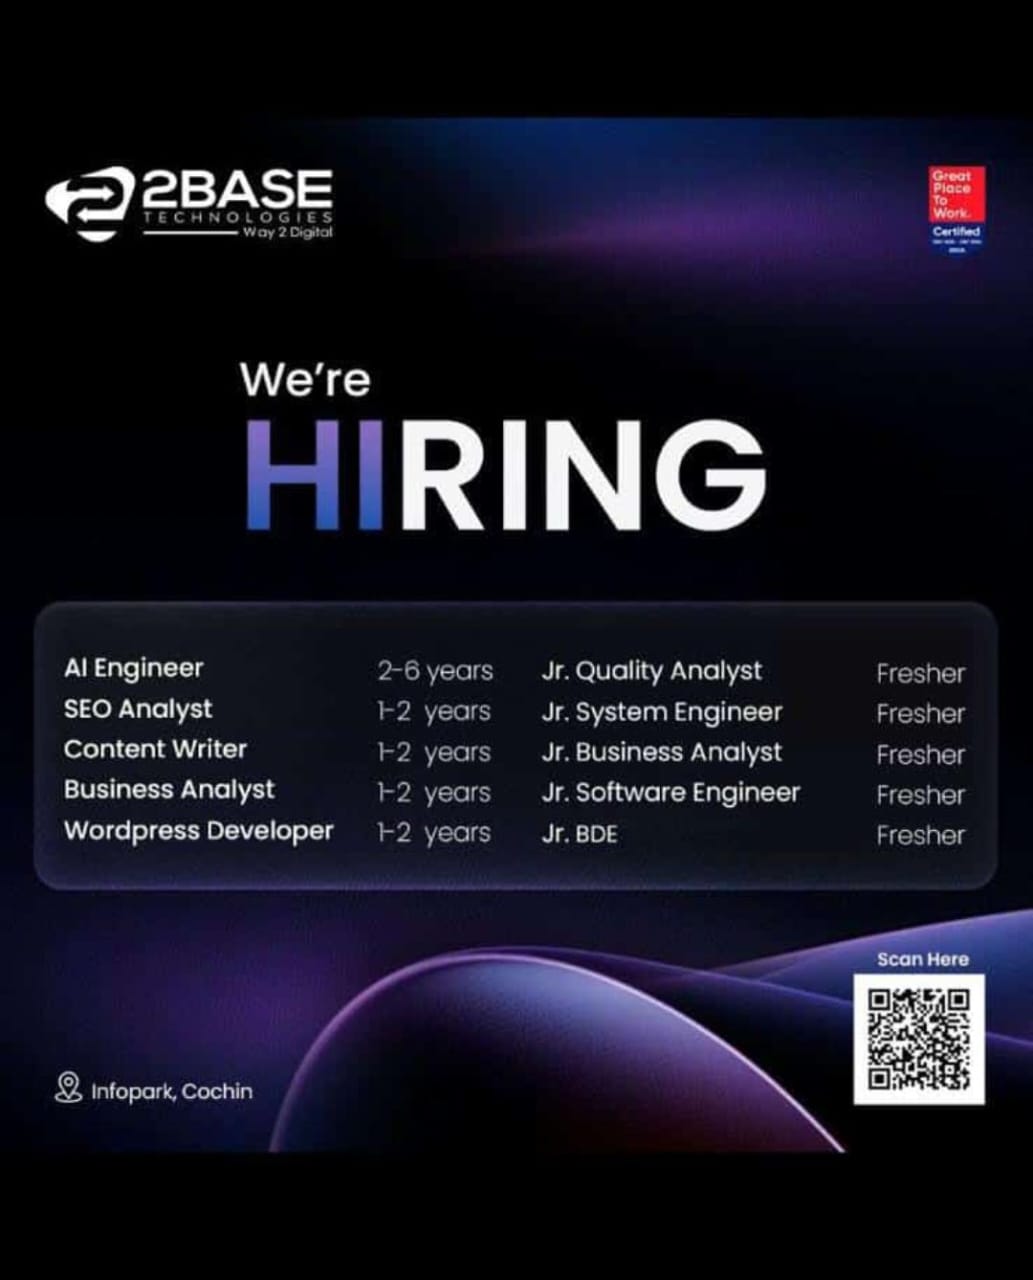 2BASE
TECHNOLOGIES
Way 2 Digital
Great
Place
To
Work.
Certified
We're
HIRING
AI Engineer 2-6 years
SEO Analyst 1-2 years
Content Writer 1-2 years
Business Analyst 1-2 years
Wordpress Developer 1-2 years
Jr. Quality Analyst Fresher
Jr. System Engineer Fresher
Jr. Business Analyst Fresher
Jr. Software Engineer Fresher
Jr. BDE Fresher
Scan Here
Infopark, Cochin